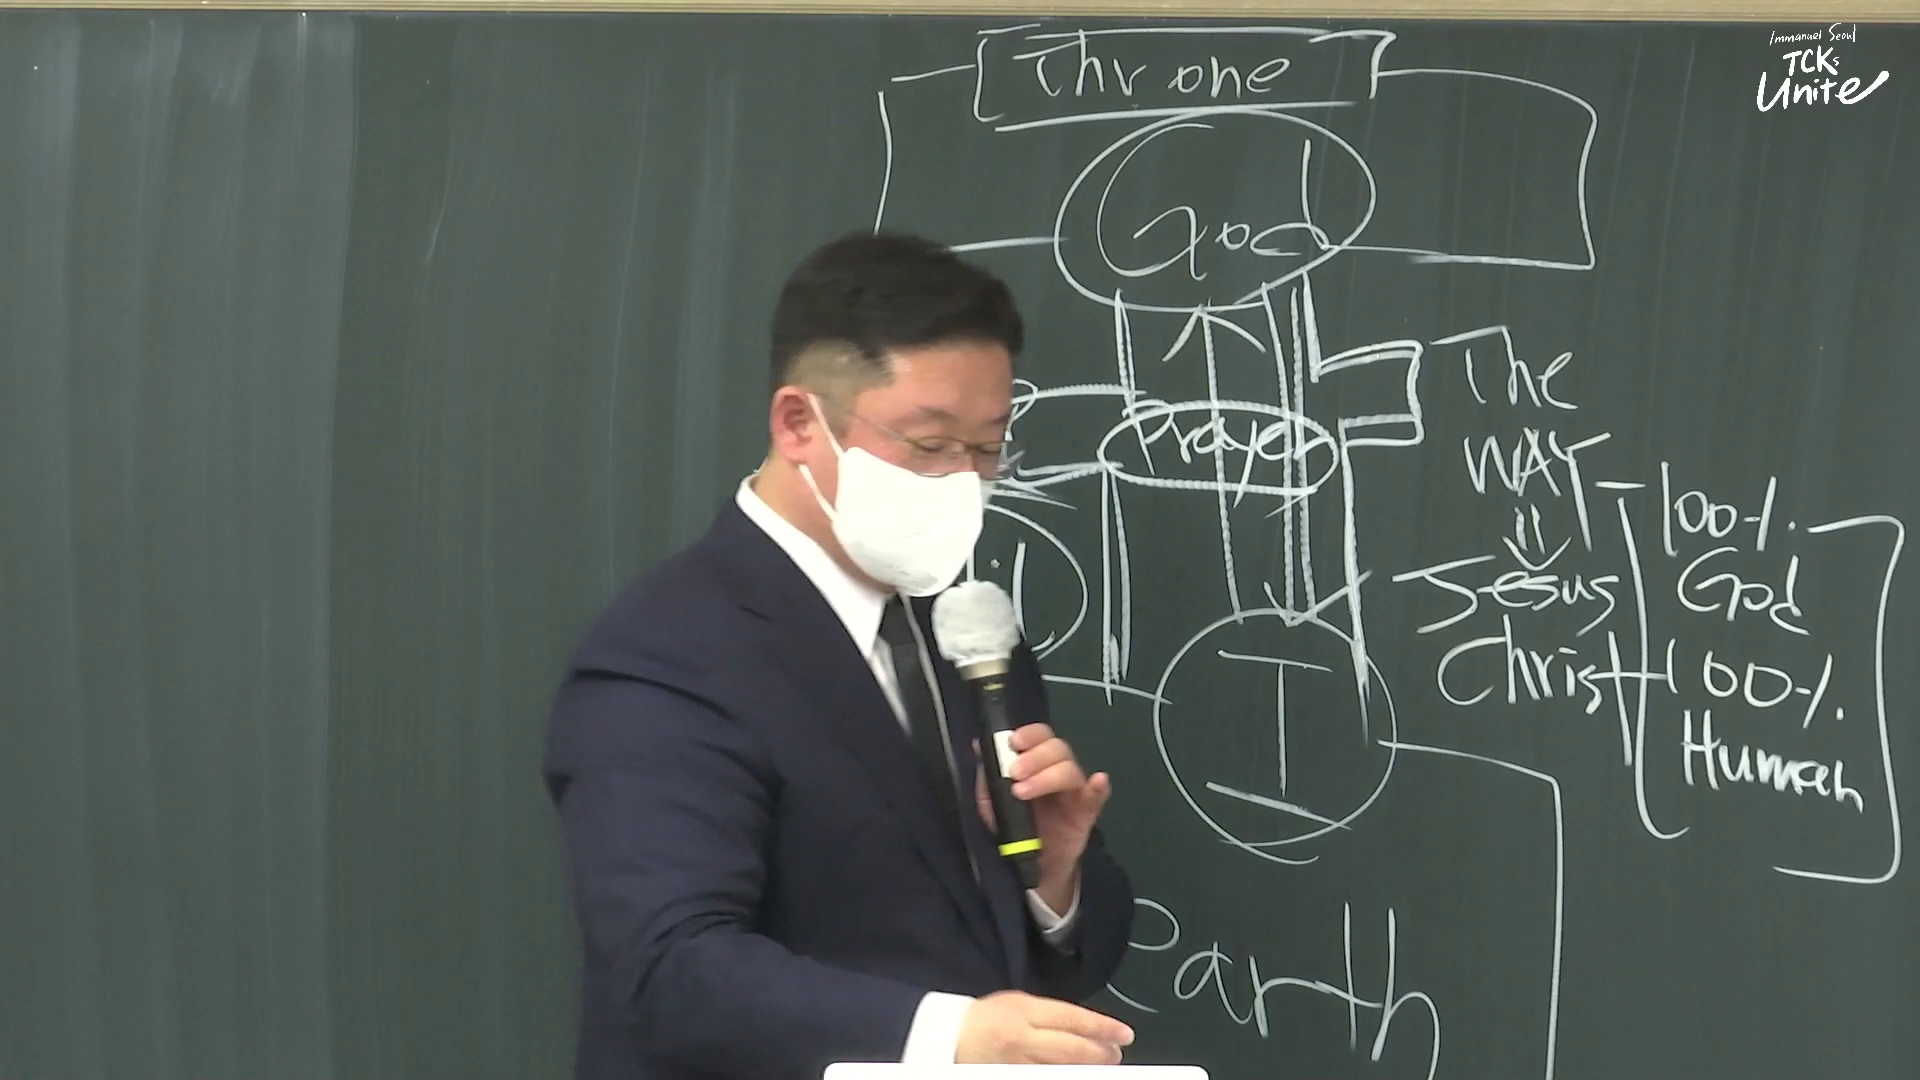 Immanuel Seoul
TCKs
Unite
Throne
God
The
WAY
Prayer
100%
God
Jesus
Christ
100%
Human
I
Earth